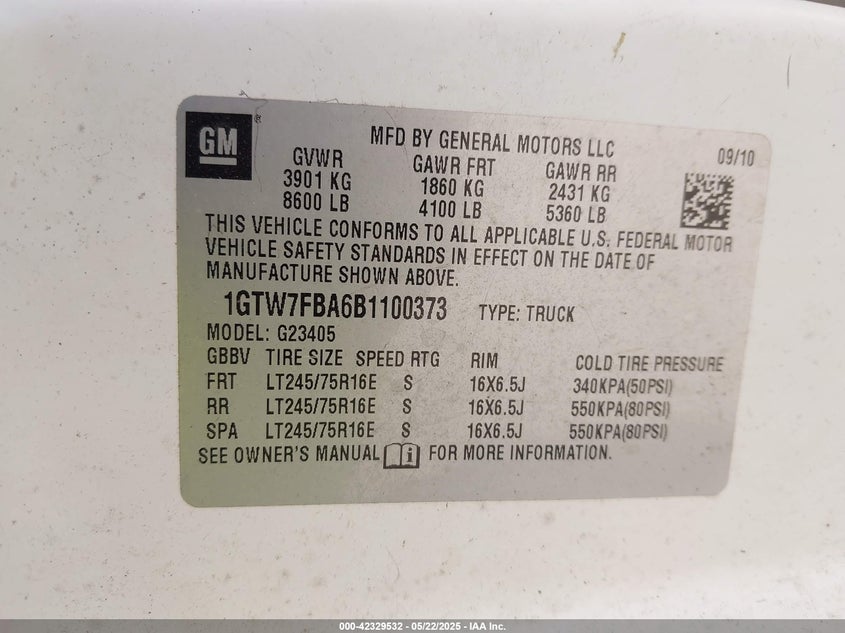 GM
®
MFD BY GENERAL MOTORS LLC
09/10
GVWR GAWR FRT GAWR RR
3901 KG 1860 KG 2431 KG
8600 LB 4100 LB 5360 LB
THIS VEHICLE CONFORMS TO ALL APPLICABLE U.S. FEDERAL MOTOR
VEHICLE SAFETY STANDARDS IN EFFECT ON THE DATE OF
MANUFACTURE SHOWN ABOVE.
1GTW7FBA6B1100373 TYPE: TRUCK
MODEL: G23405
GBBV TIRE SIZE SPEED RTG RIM COLD TIRE PRESSURE
FRT LT245/75R16E S 16X6.5J 340KPA(50PSI)
RR LT245/75R16E S 16X6.5J 550KPA(80PSI)
SPA LT245/75R16E S 16X6.5J 550KPA(80PSI)
SEE OWNER'S MANUAL i FOR MORE INFORMATION.
000-42329532 - 05/22/2025 - IAA Inc.